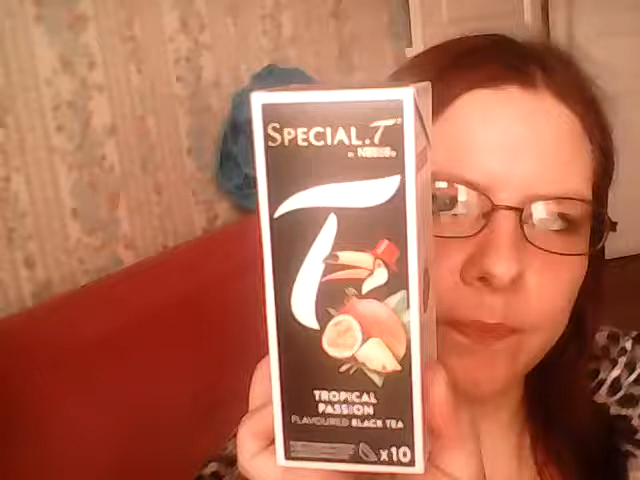 SPECIAL.T®
BY NESTLÉ®
T
TROPICAL
PASSION
FLAVOURED BLACK TEA
x10